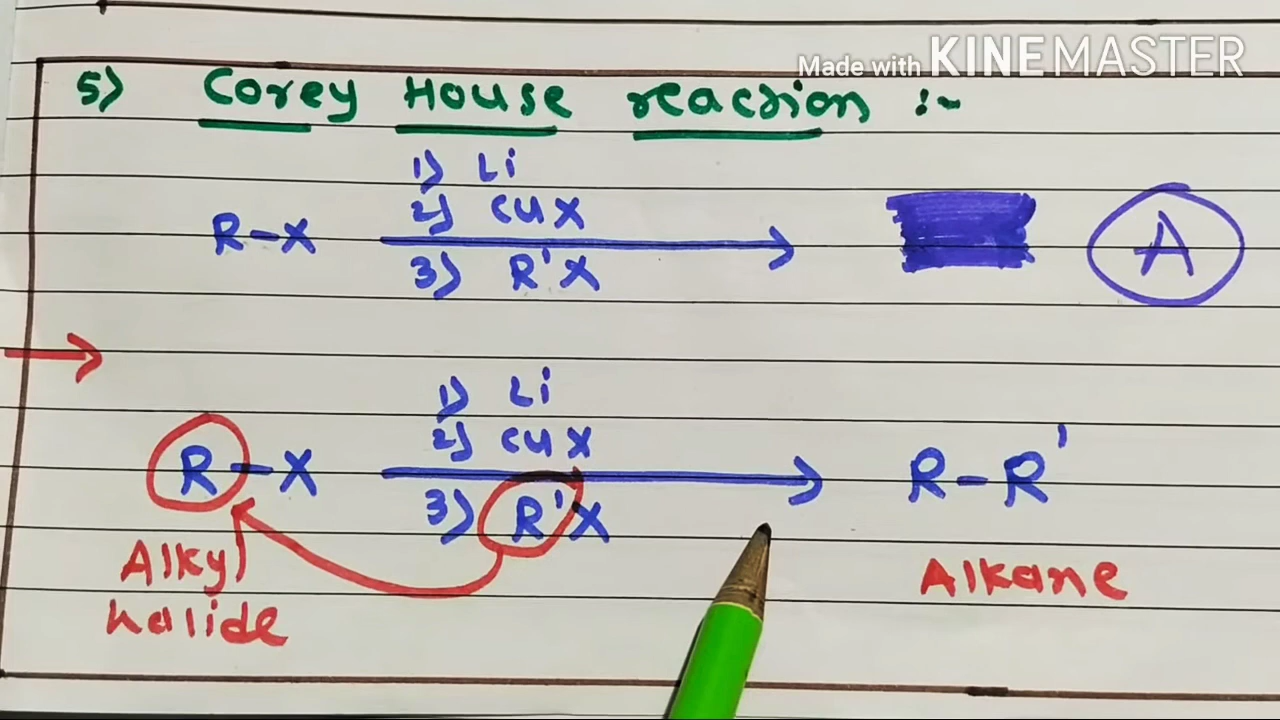 Made with KINEMASTER
5) Corey House reaction :-
1) Li
2) CuX
R-X
3) R'X
A
1) Li
2) CuX
R-X
R-R'
3) R'X
Alkyl
halide
Alkane